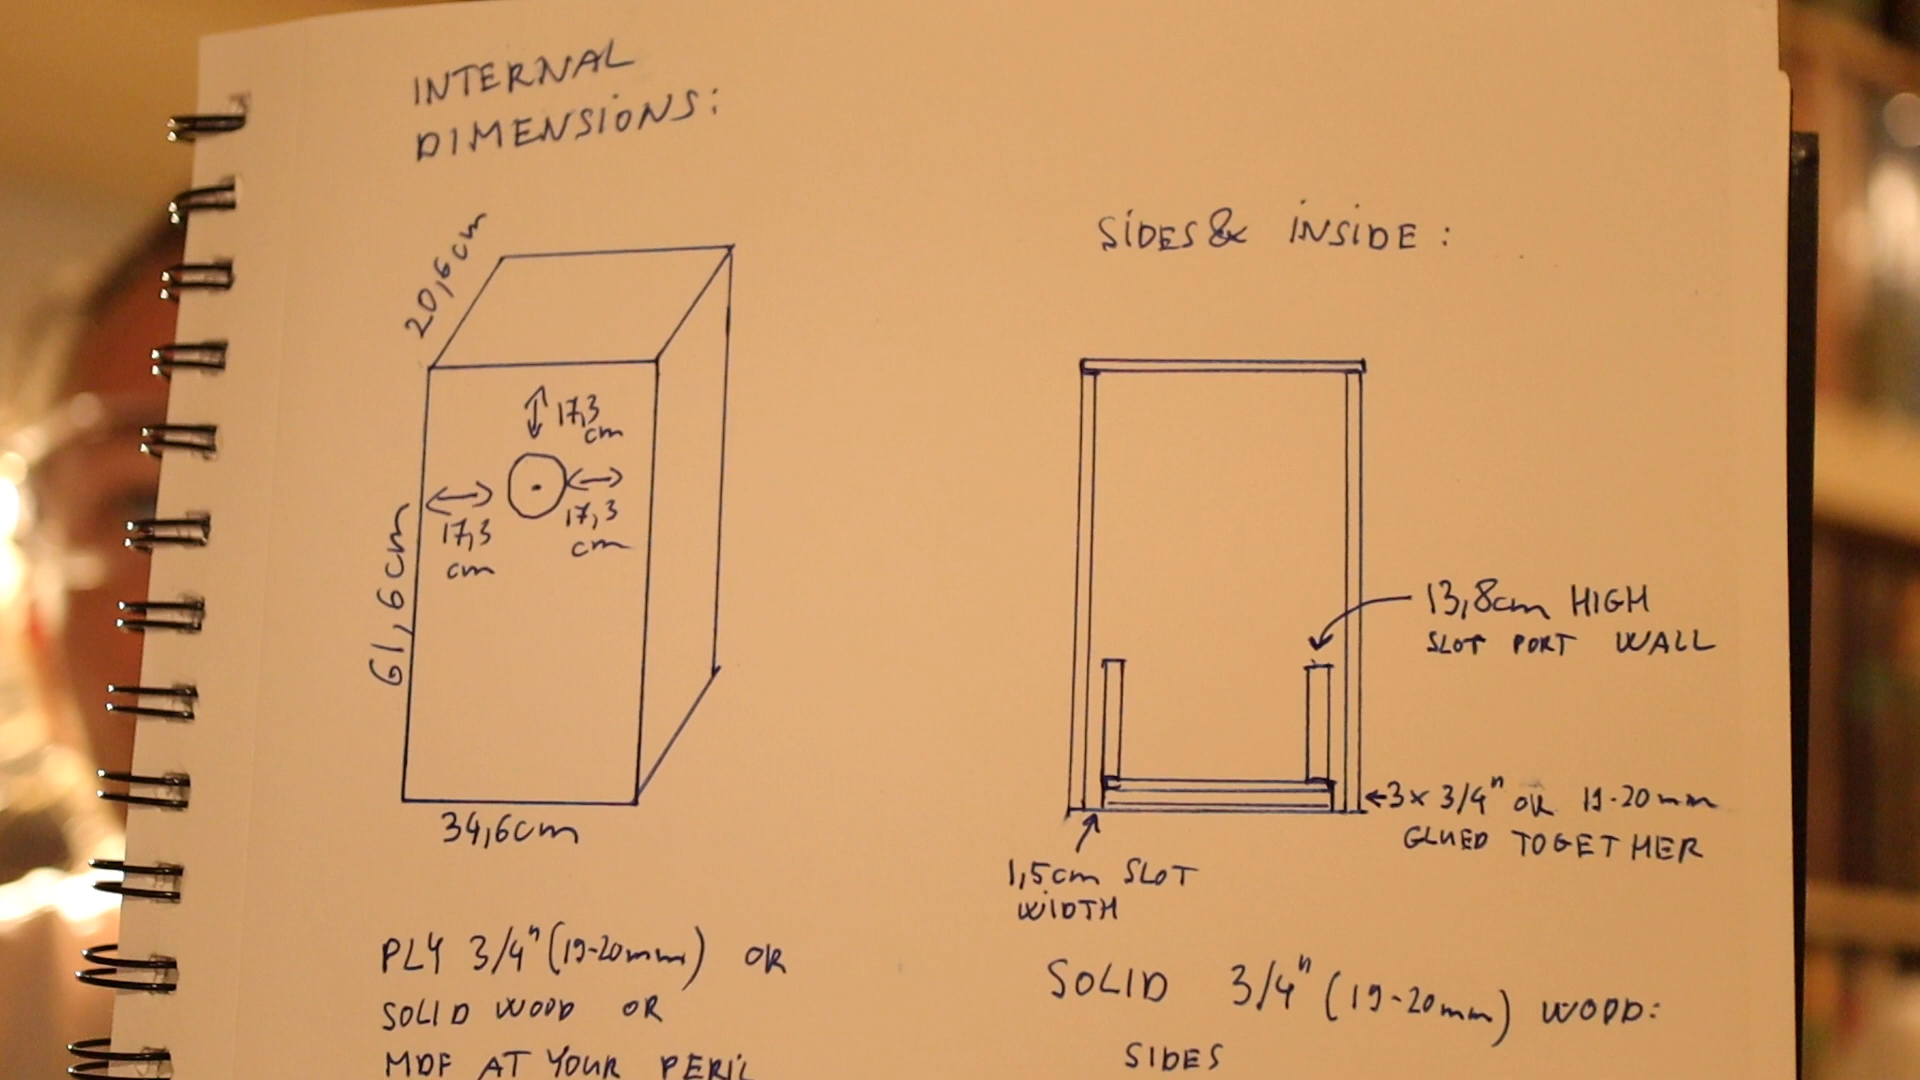 INTERNAL
DIMENSIONS:
20,6cm
17,3
cm
17,3
cm
17,3
cm
61,6cm
34,6cm
PLY 3/4" (19-20mm) OR
SOLID WOOD OR
MDF AT YOUR PERIL
SIDES & INSIDE:
13,8cm HIGH
SLOT PORT WALL
3x 3/4" OR 19-20mm
GLUED TOGETHER
1,5cm SLOT
WIDTH
SOLID 3/4" (19-20mm) WOOD:
SIDES